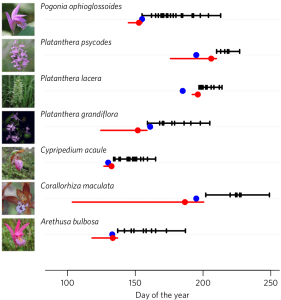 Pogonia ophioglossoides
Platanthera psycodes
Platanthera lacera
Platanthera grandiflora
Cypripedium acaule
Corallorhiza maculata
Arethusa bulbosa
100 150 200 250
Day of the year